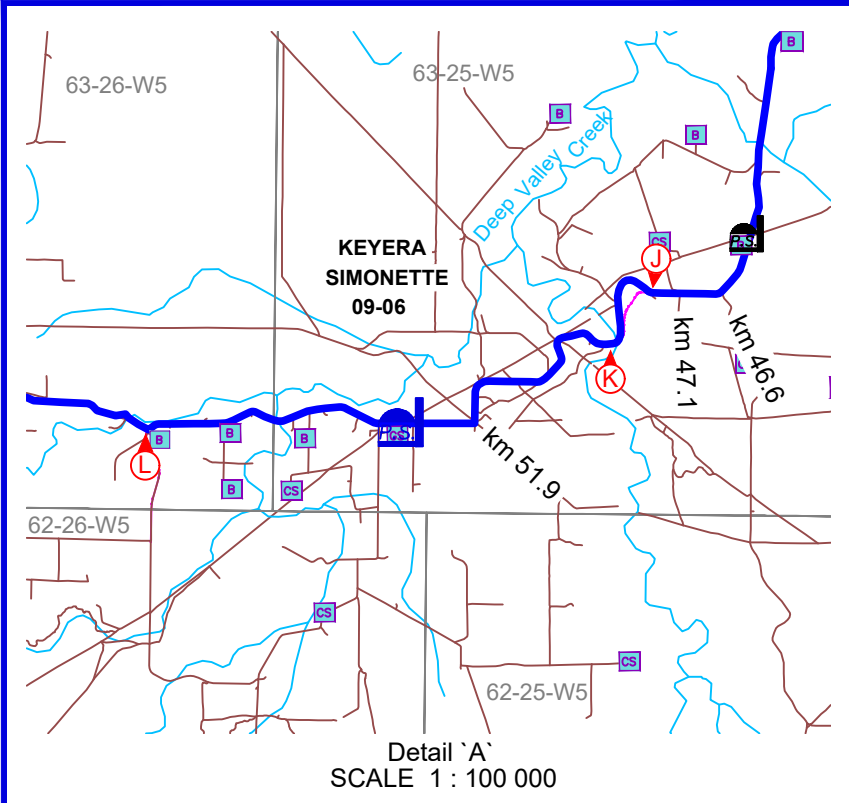 B
63-26-W5
63-25-W5
B
B
Deep Valley Creek
KEYERA
SIMONETTE
09-06
CS
P.S.
J
K
km 47.1
km 46.6
B
B
B
P.S.
CS
km 51.9
L
B
CS
62-26-W5
CS
CS
62-25-W5
Detail `A`
SCALE 1 : 100 000